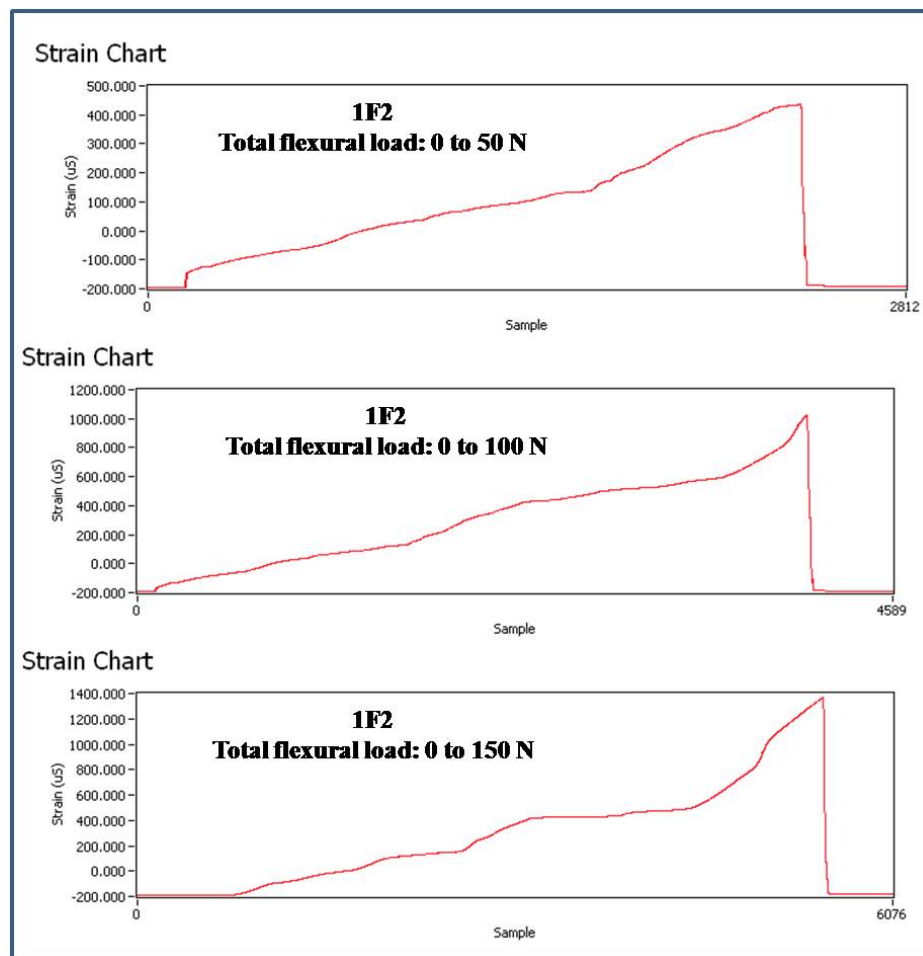 Strain Chart
500.000
400.000
300.000
200.000
100.000
0.000
-100.000
-200.000
Strain (uS)
1F2
Total flexural load: 0 to 50 N
0
2812
Sample
Strain Chart
1200.000
1000.000
800.000
600.000
400.000
200.000
0.000
-200.000
Strain (uS)
1F2
Total flexural load: 0 to 100 N
0
4589
Sample
Strain Chart
1400.000
1200.000
1000.000
800.000
600.000
400.000
200.000
0.000
-200.000
Strain (uS)
1F2
Total flexural load: 0 to 150 N
0
6076
Sample